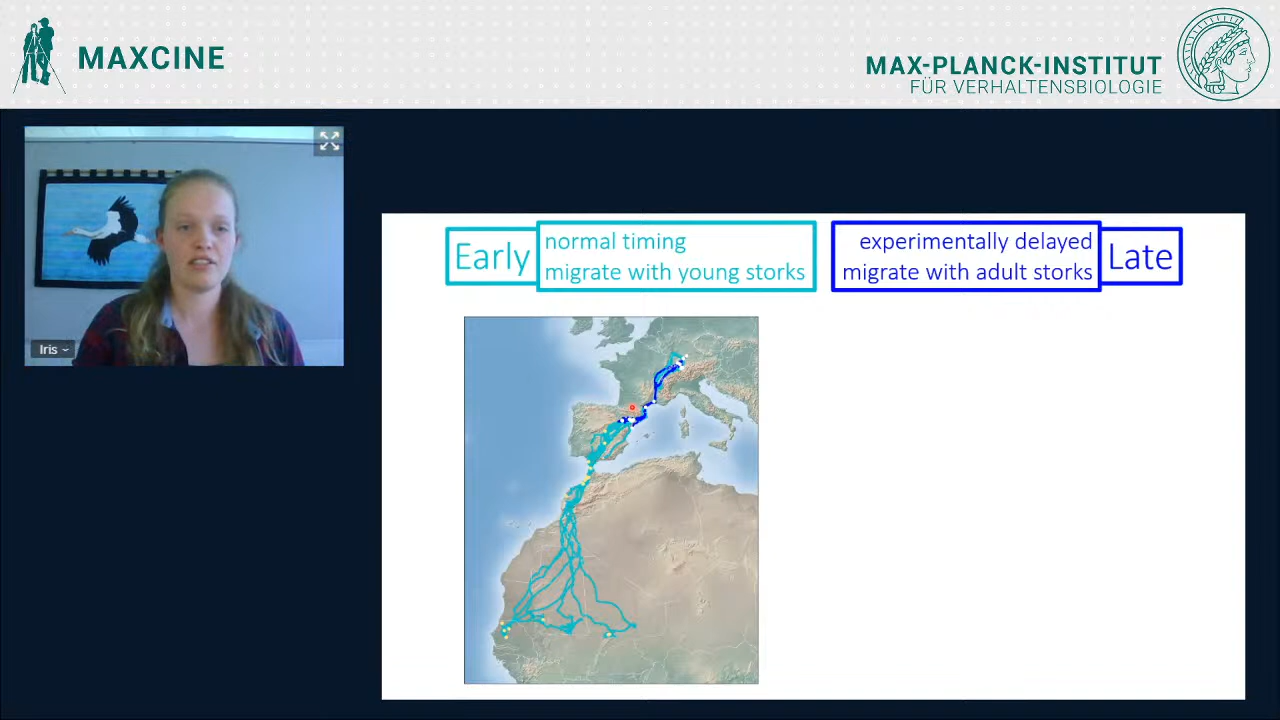 MAXCINE
MAX-PLANCK-INSTITUT
FÜR VERHALTENSBIOLOGIE
Iris
Early
normal timing
migrate with young storks
experimentally delayed
migrate with adult storks
Late